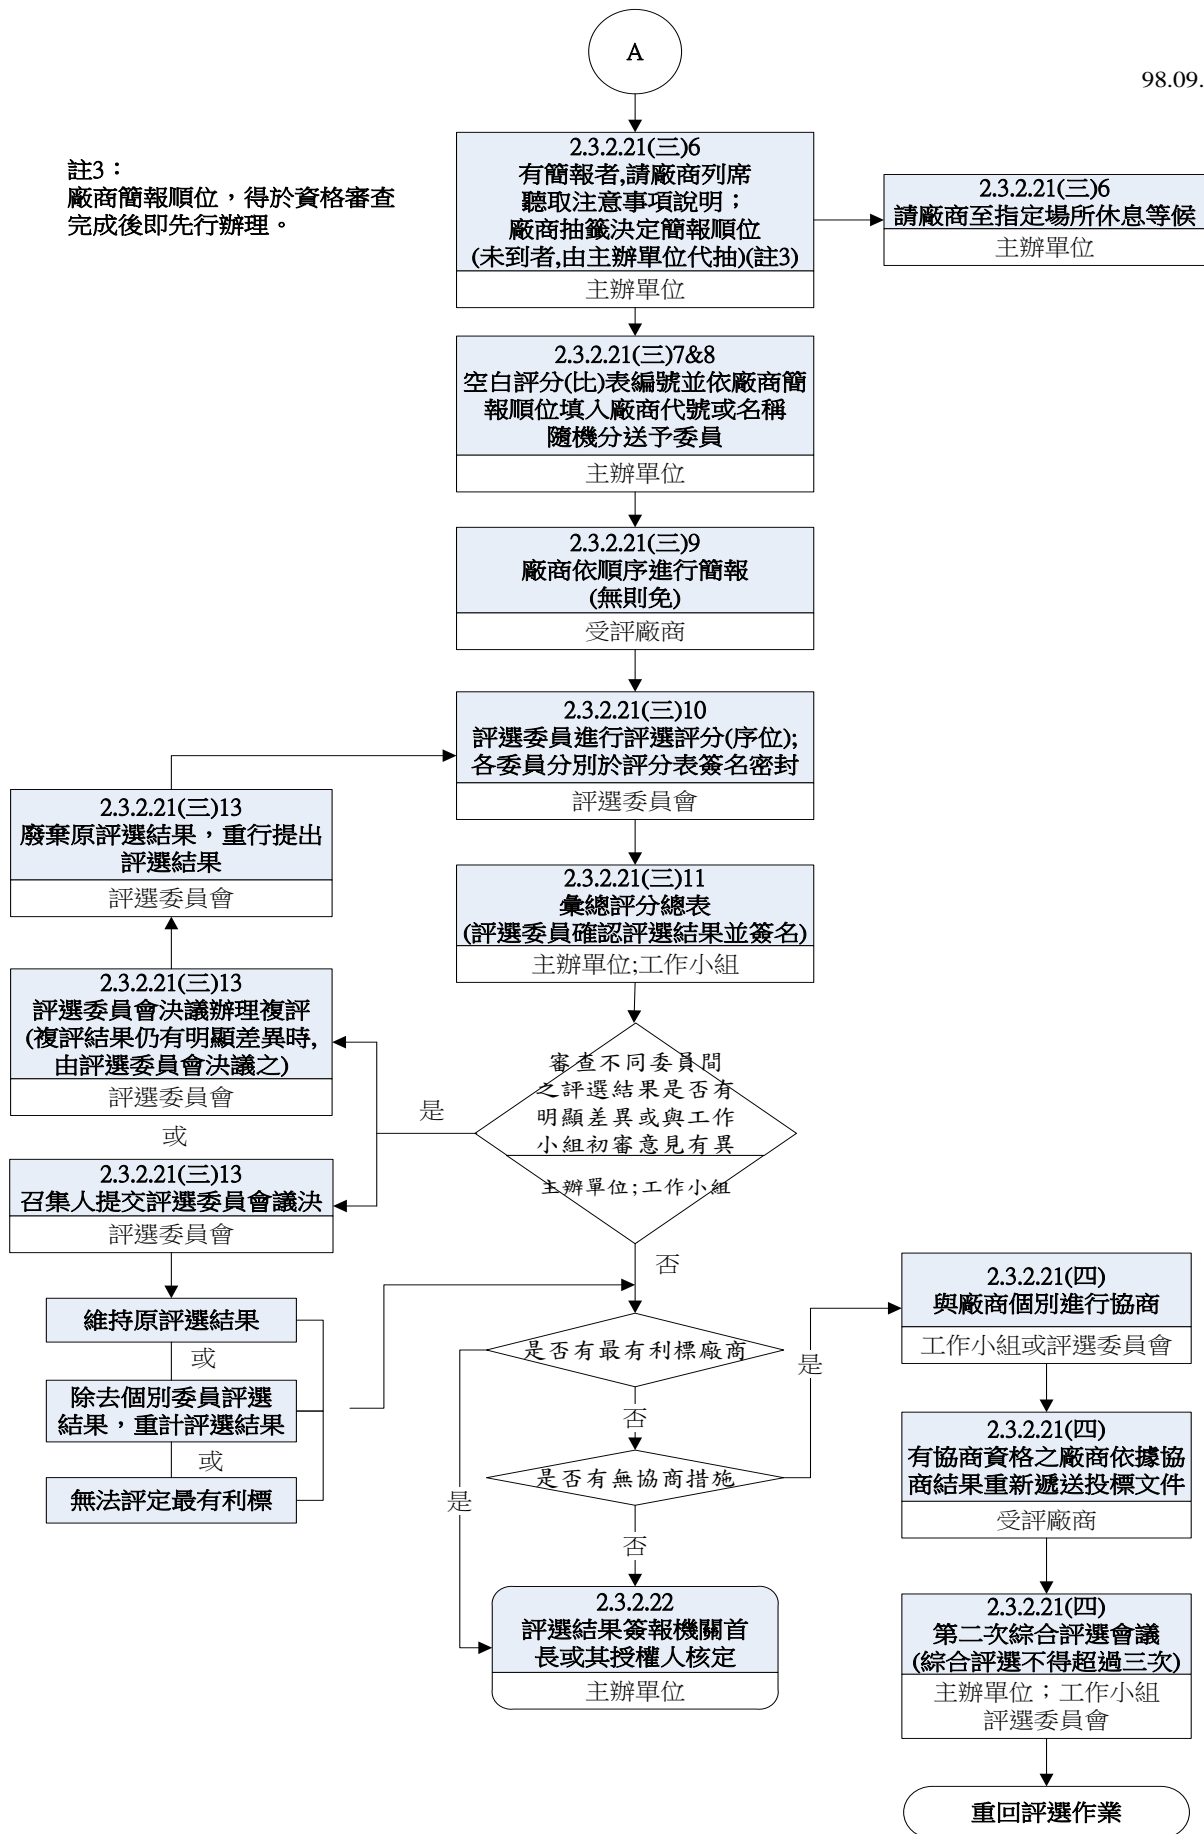 A
98.09.
註3：
廠商簡報順位，得於資格審查
完成後即先行辦理。
2.3.2.21(三)6
有簡報者,請廠商列席
聽取注意事項說明；
廠商抽籤決定簡報順位
(未到者,由主辦單位代抽)(註3)
主辦單位
2.3.2.21(三)6
請廠商至指定場所休息等候
主辦單位
2.3.2.21(三)7&8
空白評分(比)表編號並依廠商簡
報順位填入廠商代號或名稱
隨機分送予委員
主辦單位
2.3.2.21(三)9
廠商依順序進行簡報
(無則免)
受評廠商
2.3.2.21(三)10
評選委員進行評選評分(序位);
各委員分別於評分表簽名密封
評選委員會
2.3.2.21(三)13
廢棄原評選結果，重行提出
評選結果
評選委員會
2.3.2.21(三)11
彙總評分總表
(評選委員確認評選結果並簽名)
主辦單位;工作小組
2.3.2.21(三)13
評選委員會決議辦理複評
(複評結果仍有明顯差異時,
由評選委員會決議之)
評選委員會
或
審查不同委員間
之評選結果是否有
明顯差異或與工作
小組初審意見有異
主辦單位;工作小組
是
2.3.2.21(三)13
召集人提交評選委員會議決
評選委員會
否
維持原評選結果
或
除去個別委員評選
結果，重計評選結果
或
無法評定最有利標
是否有最有利標廠商
否
是
是否有無協商措施
是
否
2.3.2.22
評選結果簽報機關首
長或其授權人核定
主辦單位
2.3.2.21(四)
與廠商個別進行協商
工作小組或評選委員會
2.3.2.21(四)
有協商資格之廠商依據協
商結果重新遞送投標文件
受評廠商
2.3.2.21(四)
第二次綜合評選會議
(綜合評選不得超過三次)
主辦單位；工作小組
評選委員會
重回評選作業